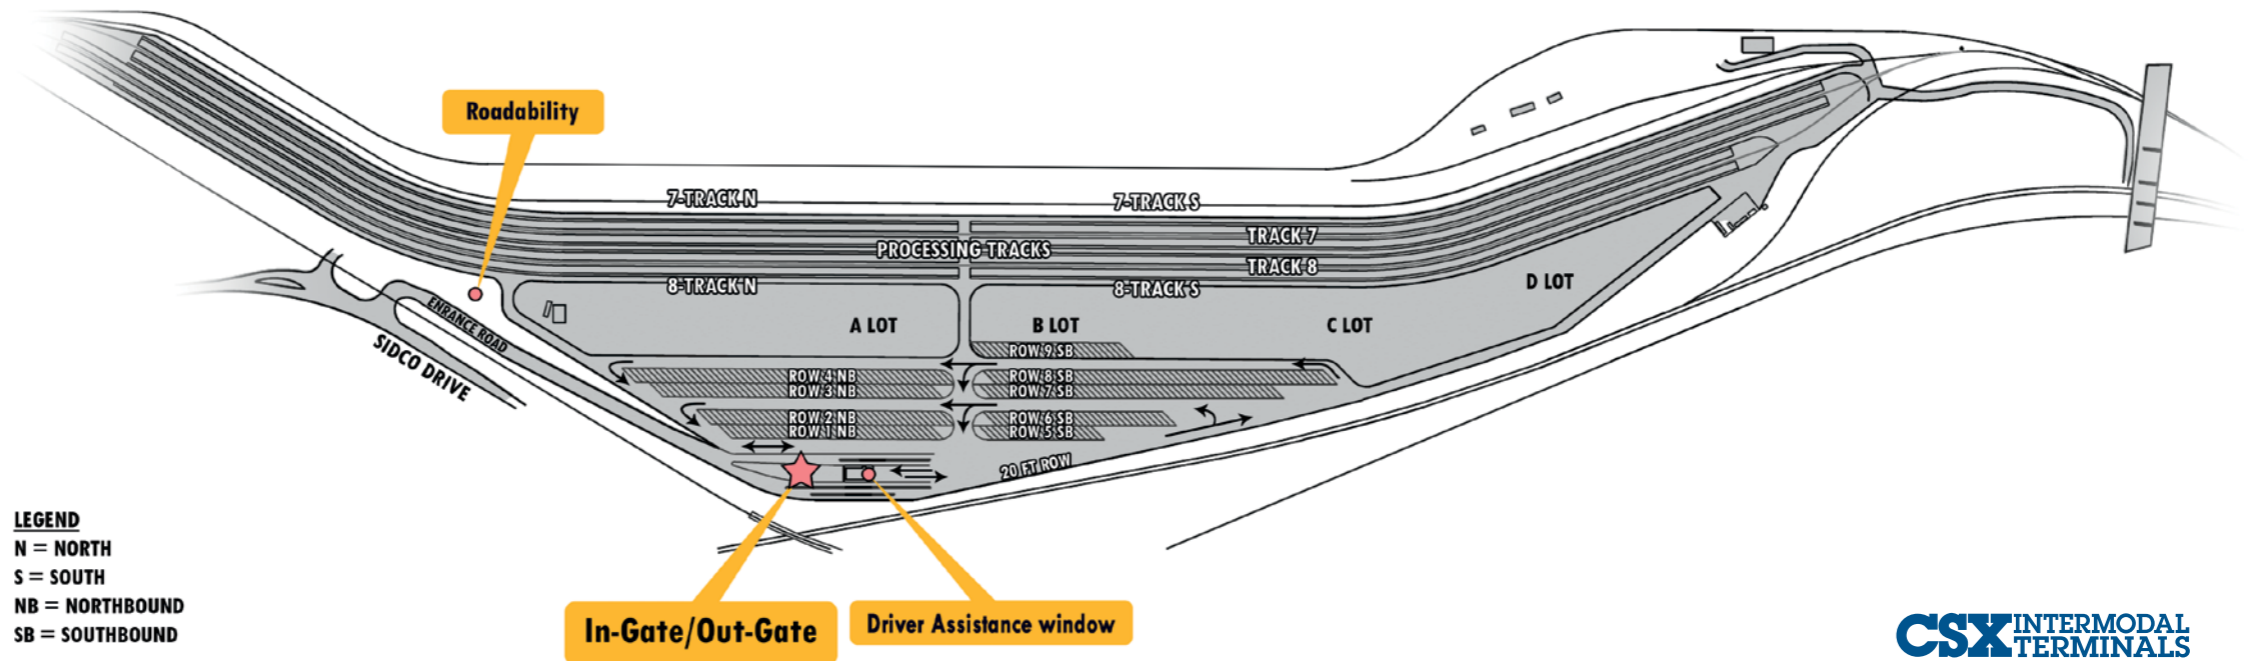 Roadability
7-TRACK N
7-TRACK S
TRACK 7
PROCESSING TRACKS
TRACK 8
8-TRACK N
8-TRACK S
D LOT
ENTRANCE ROAD
SIDCO DRIVE
A LOT
B LOT
C LOT
ROW 9 SB
ROW 4 NB
ROW 8 SB
ROW 3 NB
ROW 7 SB
ROW 2 NB
ROW 6 SB
ROW 1 NB
ROW 5 SB
20 FT ROW
LEGEND
N = NORTH
S = SOUTH
NB = NORTHBOUND
SB = SOUTHBOUND
In-Gate/Out-Gate
Driver Assistance window
CSX INTERMODAL
TERMINALS